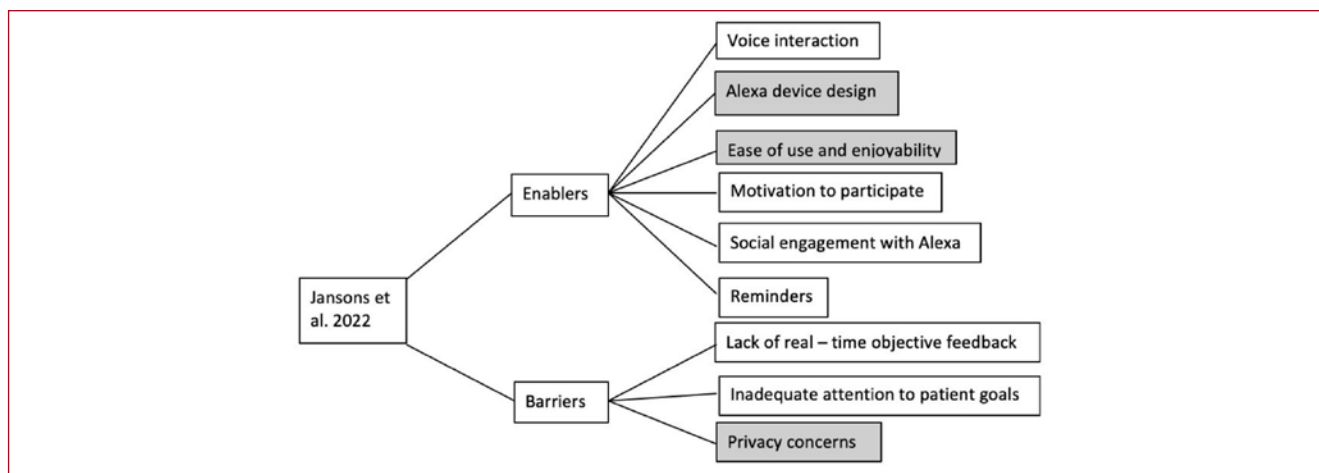 Voice interaction
Alexa device design
Ease of use and enjoyability
Enablers
Motivation to participate
Social engagement with Alexa
Jansons et
al. 2022
Reminders
Lack of real – time objective feedback
Barriers
Inadequate attention to patient goals
Privacy concerns